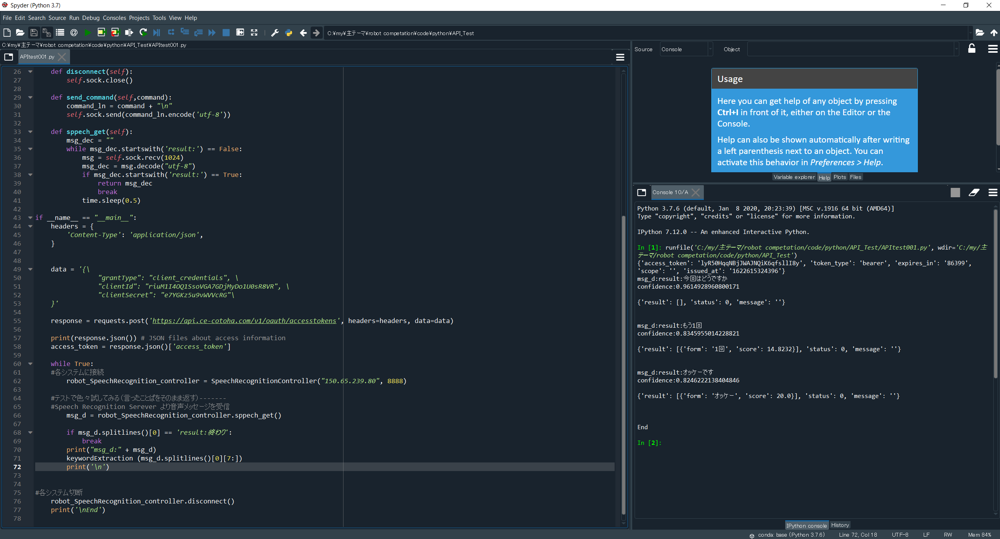 Spyder (Python 3.7)
File Edit Search Source Run Debug Consoles Projects Tools View Help
C:¥my¥主テーマ¥robot competation¥code¥python¥API_Test
C:¥my¥主テーマ¥robot competation¥code¥python¥API_Test¥APItest001.py
APItest001.py
26 def disconnect(self):
27 self.sock.close()
28
29 def send_command(self,command):
30 command_ln = command + "\n"
31 self.sock.send(command_ln.encode('utf-8'))
32
33 def sppech_get(self):
34 msg_dec = ""
35 while msg_dec.startswith('result:') == False:
36 msg = self.sock.recv(1024)
37 msg_dec = msg.decode("utf-8")
38 if msg_dec.startswith('result:') == True:
39 return msg_dec
40 break
41 time.sleep(0.5)
42
43 if __name__ == "__main__":
44 headers = {
45 'Content-Type': 'application/json',
46 }
47
48
49 data = '{\
50 "grantType": "client_credentials", \
51 "clientId": "riuM1I4OQ1SsoVGA7GDjMyDo1U0sR8VR", \
52 "clientSecret": "e7YGKz5u9vWVVcRG"\
53 }'
54
55 response = requests.post('https://api.ce-cotoha.com/v1/oauth/accesstokens', headers=headers, data=data)
56
57 print(response.json()) # JSON files about access information
58 access_token = response.json()['access_token']
59
60 while True:
61 #各システムに接続
62 robot_SpeechRecognition_controller = SpeechRecognitionController("150.65.239.80", 8888)
63
64 #テストで色々試してみる(言ったことばをそのまま返す)-------
65 #Speech Recognition Serever より音声メッセージを受信
66 msg_d = robot_SpeechRecognition_controller.sppech_get()
67
68 if msg_d.splitlines()[0] == 'result:終わり':
69 break
70 print("msg_d:" + msg_d)
71 keywordExtraction (msg_d.splitlines()[0][7:])
72 print('\n')
73
74
75 #各システム切断
76 robot_SpeechRecognition_controller.disconnect()
77 print('\nEnd')
78
Source Console Object
Usage
Here you can get help of any object by pressing
Ctrl+I in front of it, either on the Editor or the
Console.
Help can also be shown automatically after writing
a left parenthesis next to an object. You can
activate this behavior in Preferences > Help.
Variable explorer Help Plots Files
Console 10/A
Python 3.7.6 (default, Jan  8 2020, 20:23:39) [MSC v.1916 64 bit (AMD64)]
Type "copyright", "credits" or "license" for more information.
IPython 7.12.0 -- An enhanced Interactive Python.
In [1]: runfile('C:/my/主テーマ/robot competation/code/python/API_Test/APItest001.py', wdir='C:/my/主
テーマ/robot competation/code/python/API_Test')
{'access_token': 'lyR50HqqNBjJWAJNQiK6qfsllI8y', 'token_type': 'bearer', 'expires_in': '86399',
'scope': '', 'issued_at': '1622615324396'}
msg_d:result:今回はどうですか
confidence:0.9614928960800171
{'result': [], 'status': 0, 'message': ''}
msg_d:result:もう1回
confidence:0.8345955014228821
{'result': [{'form': '1回', 'score': 14.8232}], 'status': 0, 'message': ''}
msg_d:result:オッケーです
confidence:0.8246222138404846
{'result': [{'form': 'オッケー', 'score': 20.0}], 'status': 0, 'message': ''}
End
In [2]:
IPython console History
conda: base (Python 3.7.6) Line 72, Col 18 UTF-8 LF RW Mem 84%